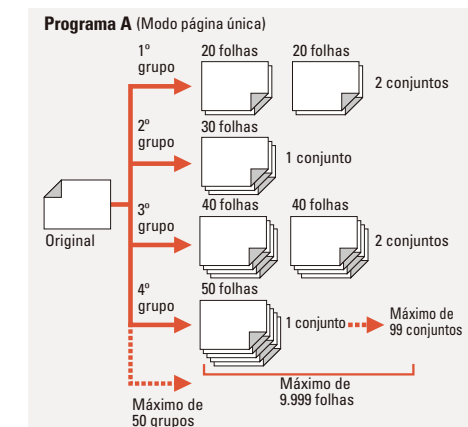 Programa A (Modo página única)
1º grupo
20 folhas
20 folhas
2 conjuntos
2º grupo
30 folhas
1 conjunto
Original
3º grupo
40 folhas
40 folhas
2 conjuntos
4º grupo
50 folhas
1 conjunto
Máximo de
99 conjuntos
Máximo de
9.999 folhas
Máximo de
50 grupos